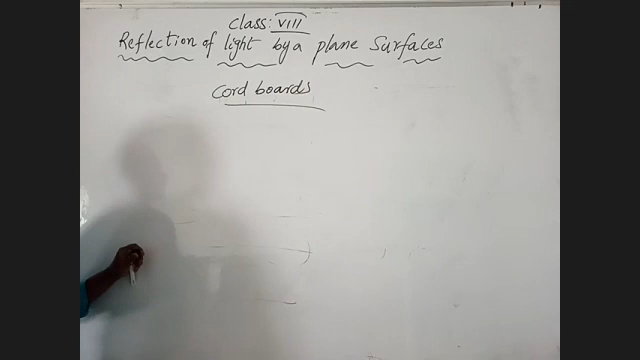 Class: VIII
Reflection of light by a plane Surfaces
Cord boards